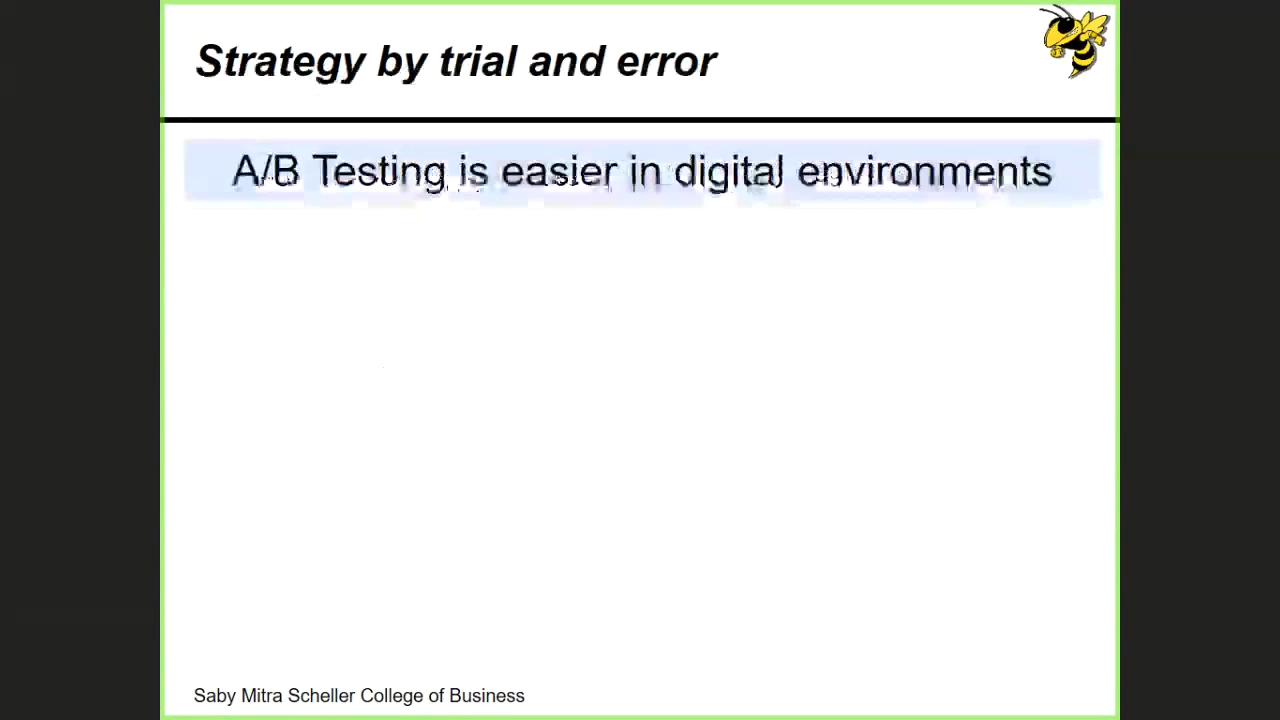 Strategy by trial and error
A/B Testing is easier in digital environments
Saby Mitra Scheller College of Business